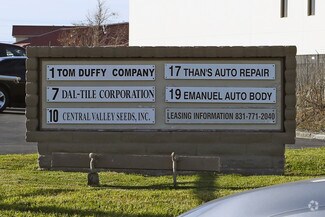 1 TOM DUFFY COMPANY
7 DAL-TILE CORPORATION
10 CENTRAL VALLEY SEEDS, INC.
17 THAN'S AUTO REPAIR
19 EMANUEL AUTO BODY
LEASING INFORMATION 831-771-2040